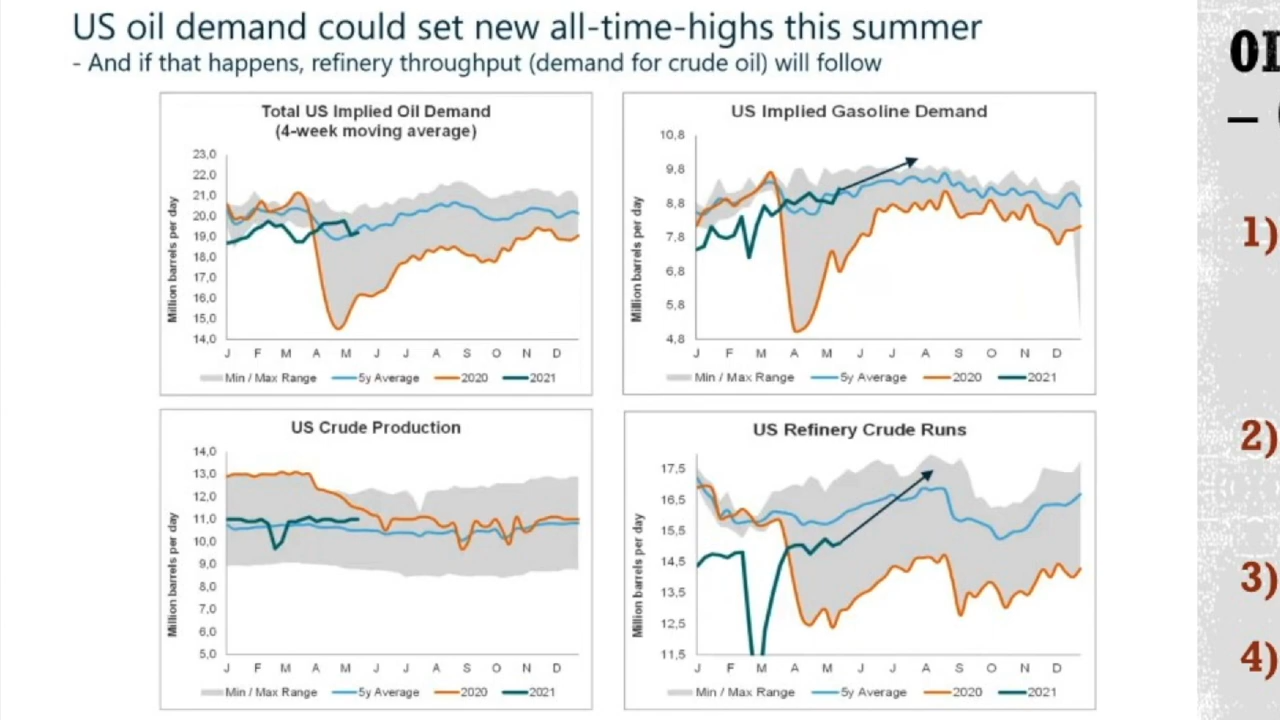 US oil demand could set new all-time-highs this summer
- And if that happens, refinery throughput (demand for crude oil) will follow
Total US Implied Oil Demand
(4-week moving average)
Million barrels per day
23,0
22,0
21,0
20,0
19,0
18,0
17,0
16,0
15,0
14,0
J F M A M J J A S O N D
Min / Max Range 5y Average 2020 2021
US Implied Gasoline Demand
Million barrels per day
10,8
9,8
8,8
7,8
6,8
5,8
4,8
J F M A M J J A S O N D
Min / Max Range 5y Average 2020 2021
US Crude Production
Million barrels per day
14,0
13,0
12,0
11,0
10,0
9,0
8,0
7,0
6,0
5,0
J F M A M J J A S O N D
Min / Max Range 5y Average 2020 2021
US Refinery Crude Runs
Million barrels per day
17,5
16,5
15,5
14,5
13,5
12,5
11,5
J F M A M J J A S O N D
Min / Max Range 5y Average 2020 2021
–
1)
2)
3)
4)